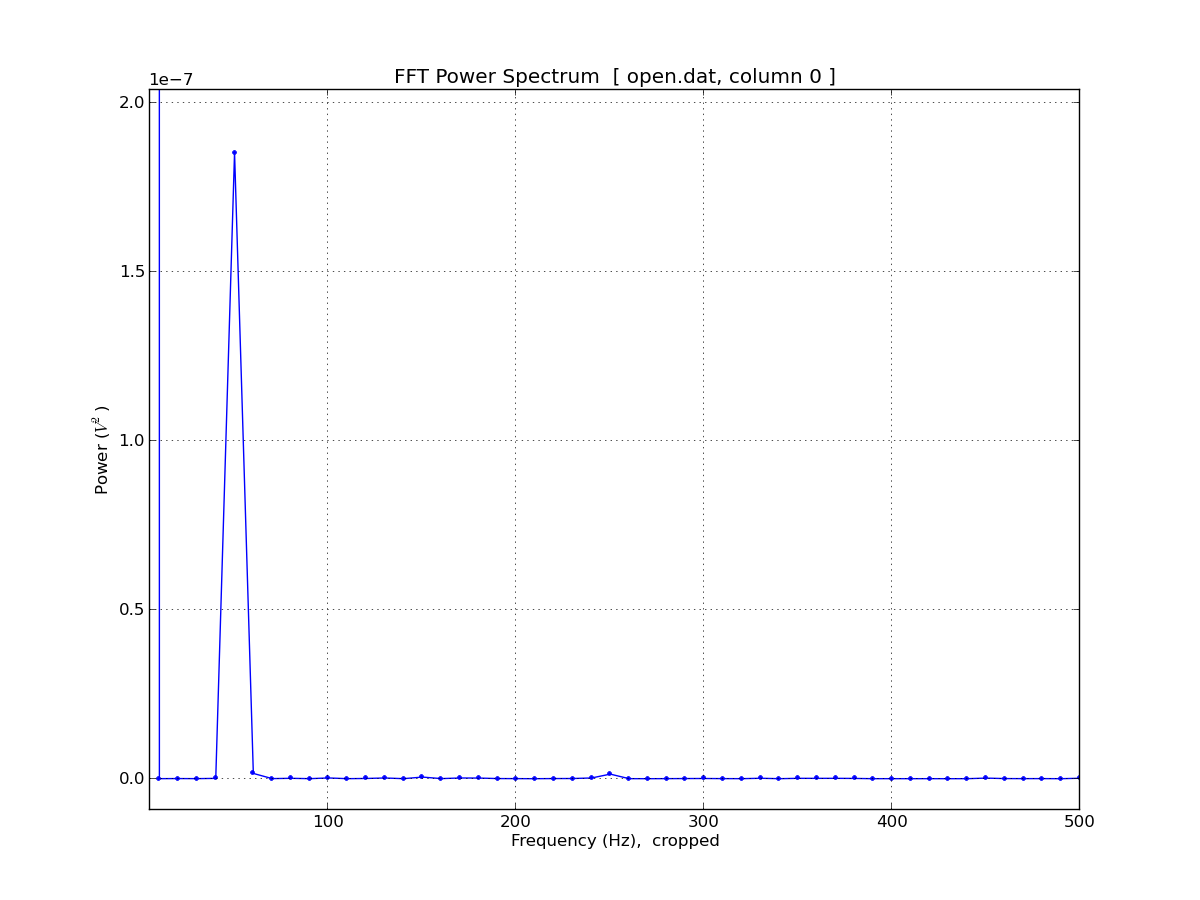 FFT Power Spectrum  [ open.dat, column 0 ]
1e−7
2.0
1.5
1.0
0.5
0.0
Power (V² )
100 200 300 400 500
Frequency (Hz),  cropped